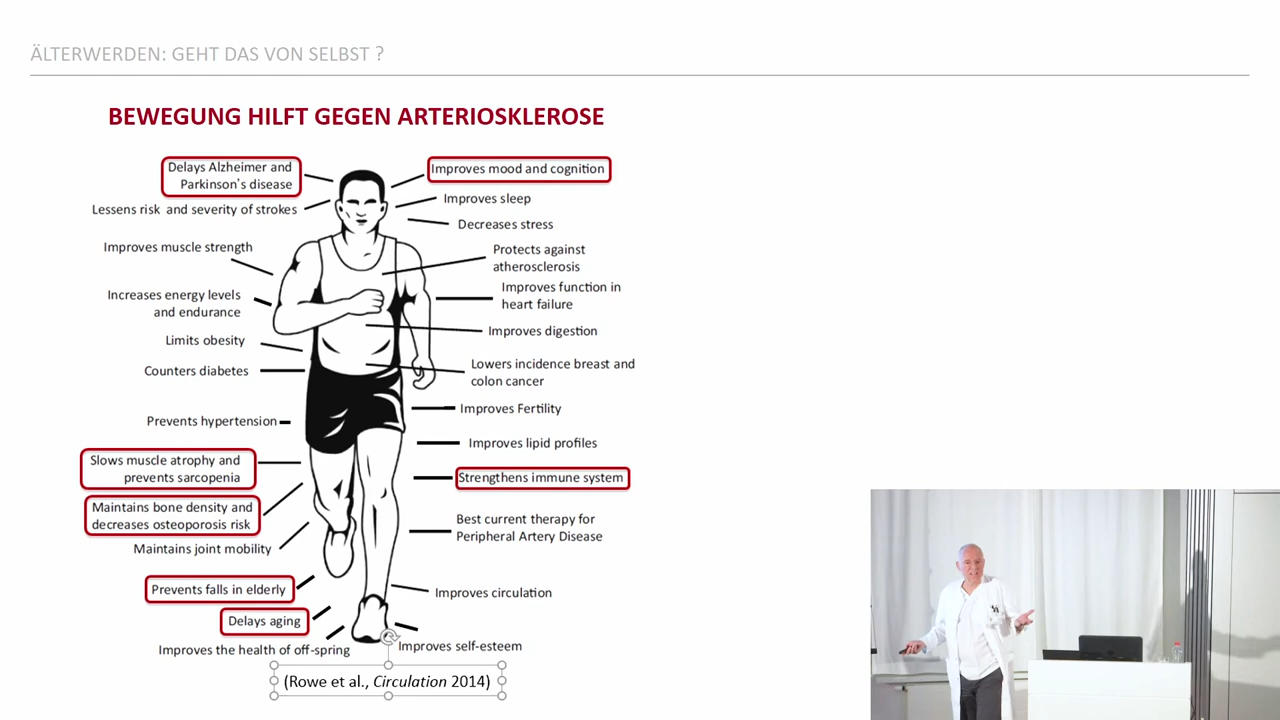 ÄLTERWERDEN: GEHT DAS VON SELBST ?
BEWEGUNG HILFT GEGEN ARTERIOSKLEROSE
Delays Alzheimer and
Parkinson's disease
Lessens risk and severity of strokes
Improves muscle strength
Increases energy levels
and endurance
Limits obesity
Counters diabetes
Prevents hypertension
Slows muscle atrophy and
prevents sarcopenia
Maintains bone density and
decreases osteoporosis risk
Maintains joint mobility
Prevents falls in elderly
Delays aging
Improves the health of off-spring
Improves mood and cognition
Improves sleep
Decreases stress
Protects against
atherosclerosis
Improves function in
heart failure
Improves digestion
Lowers incidence breast and
colon cancer
Improves Fertility
Improves lipid profiles
Strengthens immune system
Best current therapy for
Peripheral Artery Disease
Improves circulation
Improves self-esteem
(Rowe et al., Circulation 2014)